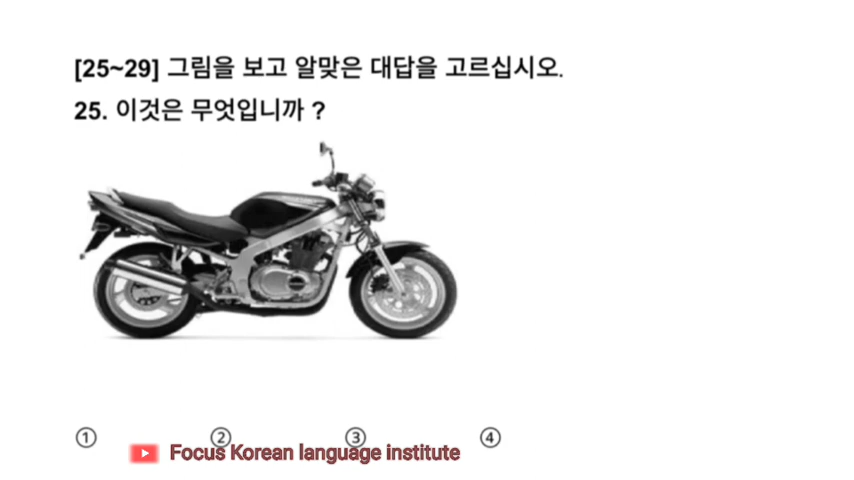 [25~29] 그림을 보고 알맞은 대답을 고르십시오.
25. 이것은 무엇입니까 ?
① ② ③ ④
Focus Korean language institute